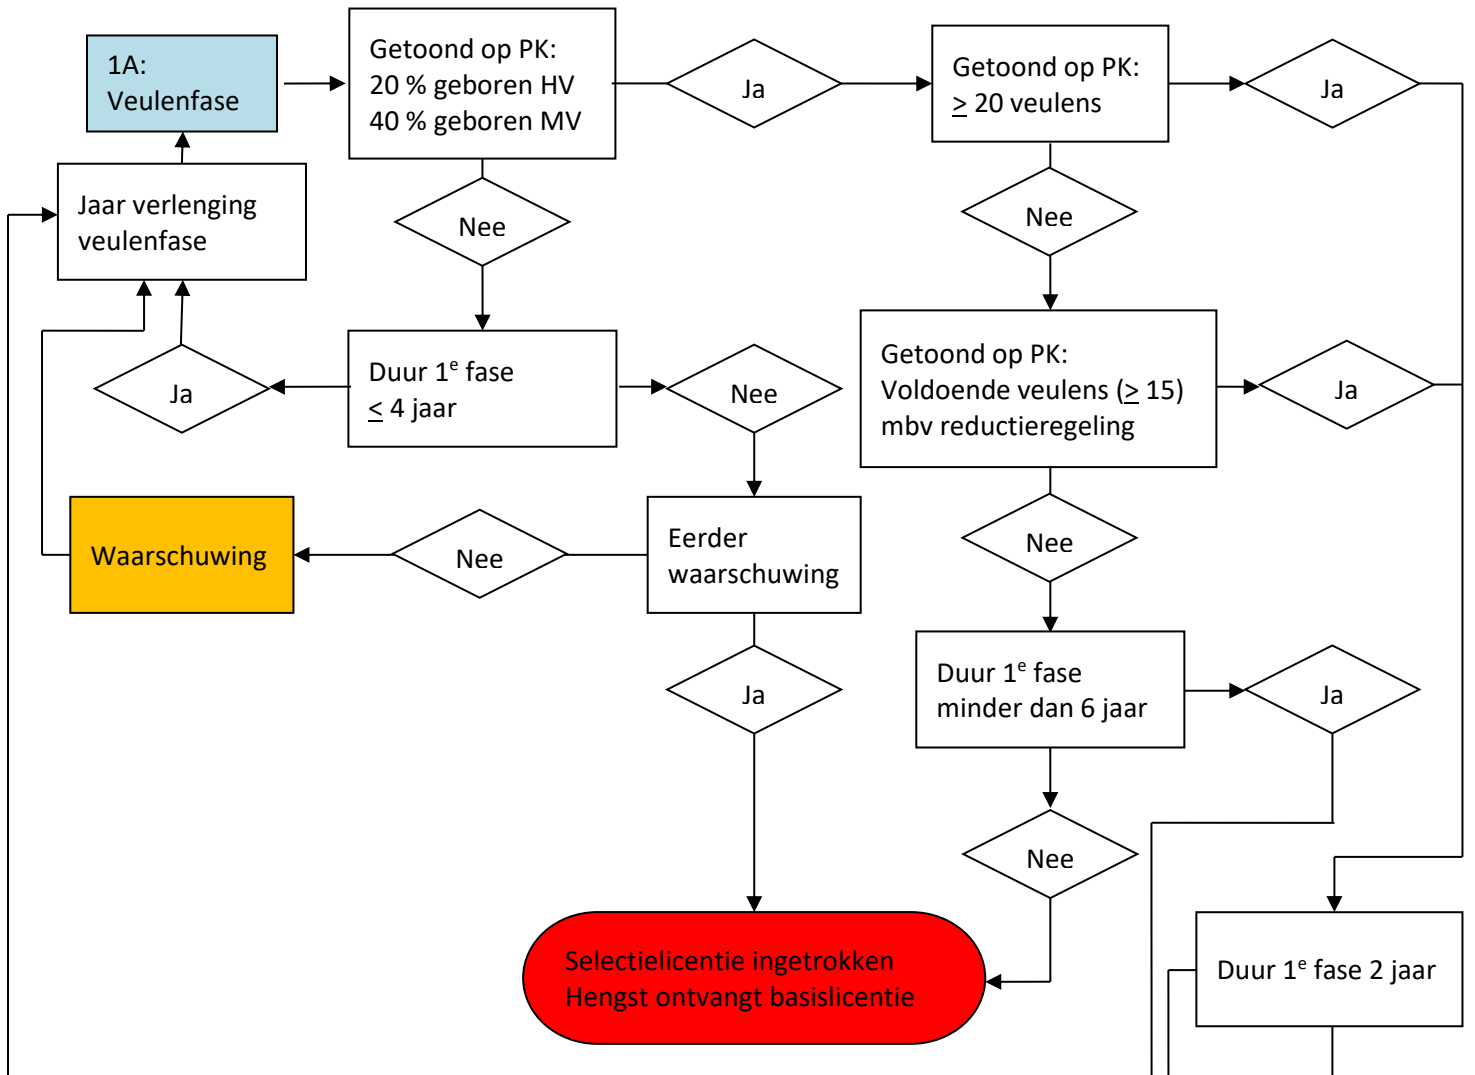 1A:
Veulenfase
Getoond op PK:
20 % geboren HV
40 % geboren MV
Ja
Getoond op PK:
≥ 20 veulens
Ja
Jaar verlenging
veulenfase
Nee
Nee
Ja
Duur 1e fase
≤ 4 jaar
Nee
Getoond op PK:
Voldoende veulens (≥ 15)
mbv reductieregeling
Ja
Waarschuwing
Nee
Eerder
waarschuwing
Nee
Ja
Duur 1e fase
minder dan 6 jaar
Ja
Nee
Selectielicentie ingetrokken
Hengst ontvangt basislicentie
Duur 1e fase 2 jaar